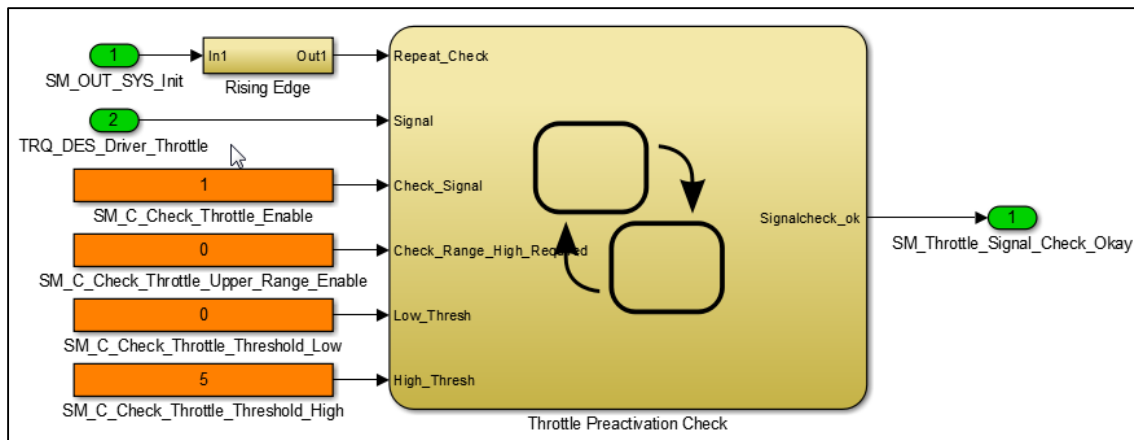 1
SM_OUT_SYS_Init
In1 Out1
Rising Edge
Repeat_Check
2
TRQ_DES_Driver_Throttle
Signal
1
SM_C_Check_Throttle_Enable
Check_Signal
0
SM_C_Check_Throttle_Upper_Range_Enable
Check_Range_High_Required
0
SM_C_Check_Throttle_Threshold_Low
Low_Thresh
5
SM_C_Check_Throttle_Threshold_High
High_Thresh
Signalcheck_ok
1
SM_Throttle_Signal_Check_Okay
Throttle Preactivation Check